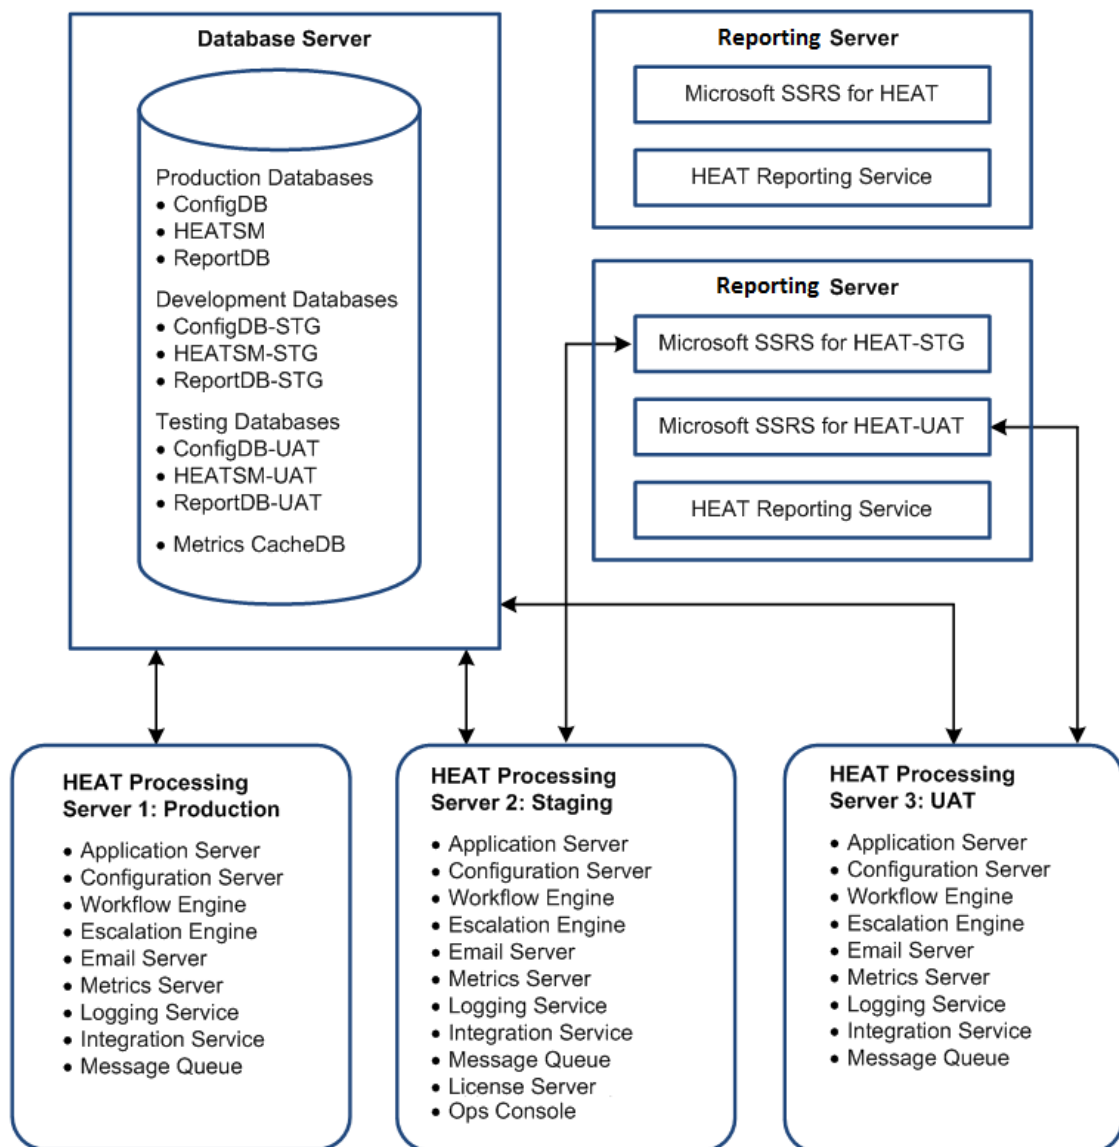 Database Server
Production Databases
• ConfigDB
• HEATSM
• ReportDB
Development Databases
• ConfigDB-STG
• HEATSM-STG
• ReportDB-STG
Testing Databases
• ConfigDB-UAT
• HEATSM-UAT
• ReportDB-UAT
• Metrics CacheDB
Reporting Server
Microsoft SSRS for HEAT
HEAT Reporting Service
Reporting Server
Microsoft SSRS for HEAT-STG
Microsoft SSRS for HEAT-UAT
HEAT Reporting Service
HEAT Processing
Server 1: Production
• Application Server
• Configuration Server
• Workflow Engine
• Escalation Engine
• Email Server
• Metrics Server
• Logging Service
• Integration Service
• Message Queue
HEAT Processing
Server 2: Staging
• Application Server
• Configuration Server
• Workflow Engine
• Escalation Engine
• Email Server
• Metrics Server
• Logging Service
• Integration Service
• Message Queue
• License Server
• Ops Console
HEAT Processing
Server 3: UAT
• Application Server
• Configuration Server
• Workflow Engine
• Escalation Engine
• Email Server
• Metrics Server
• Logging Service
• Integration Service
• Message Queue